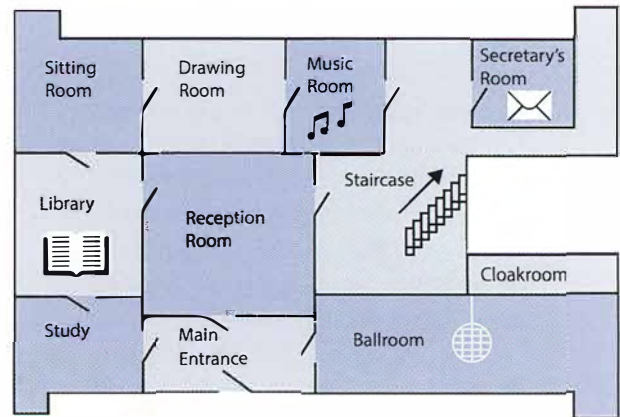 Sitting
Room
Drawing
Room
Music
Room
Secretary's
Room
Library
Reception
Room
Staircase
Cloakroom
Study
Main
Entrance
Ballroom